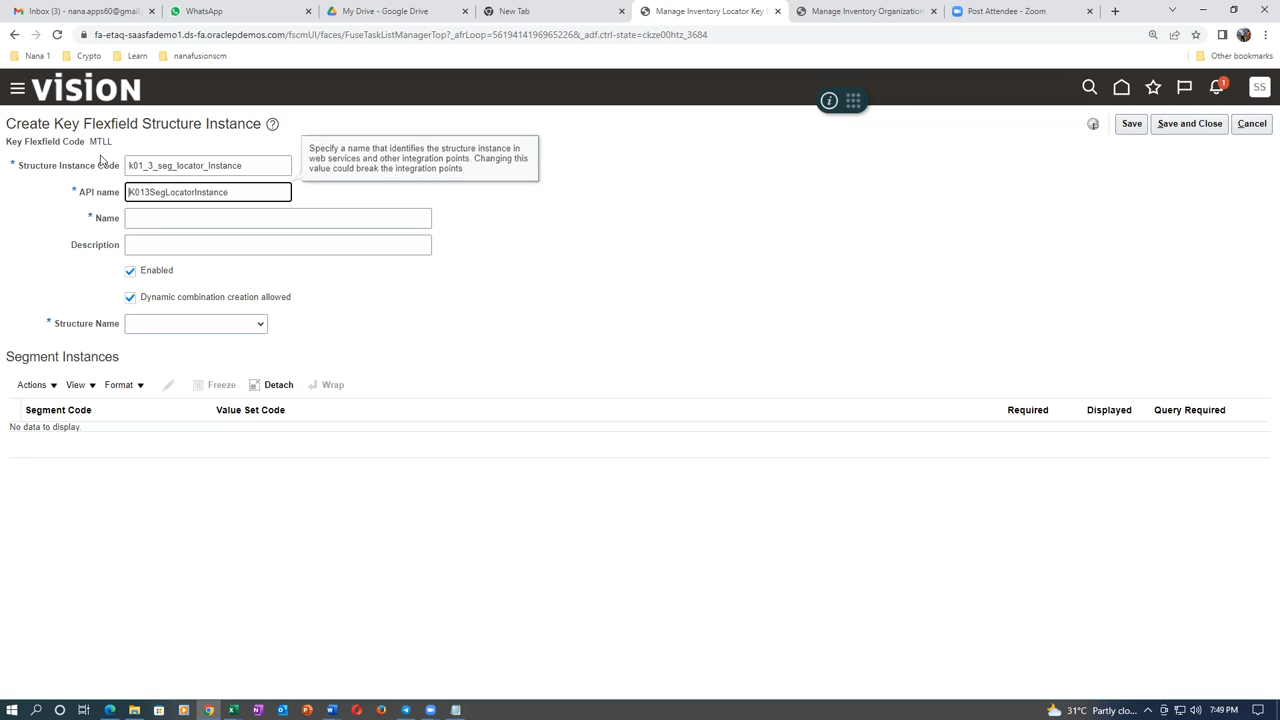 Inbox (3) - nana.apps60@gmail.c
WhatsApp
My Drive - Google Drive
New Tab
Manage Inventory Locator Key F
Manage Inventory Organization
Post Attendee - Zoom
fa-etaq-saasfademo1.ds-fa.oraclepdemos.com/fscmUI/faces/FuseTaskListManagerTop?_afrLoop=56194141969652268&_adf.ctrl-state=ckze00htz_3684
Nana 1
Crypto
Learn
nanafusionscm
Other bookmarks
VISION
1
SS
Create Key Flexfield Structure Instance
Save
Save and Close
Cancel
Key Flexfield Code MTLL
* Structure Instance Code k01_3_seg_locator_Instance
Specify a name that identifies the structure instance in
web services and other integration points. Changing this
value could break the integration points
* API name K013SegLocatorInstance
* Name
Description
Enabled
Dynamic combination creation allowed
* Structure Name
Segment Instances
Actions
View
Format
Freeze
Detach
Wrap
Segment Code
Value Set Code
Required
Displayed
Query Required
No data to display.
31°C Partly clo...
7:49 PM